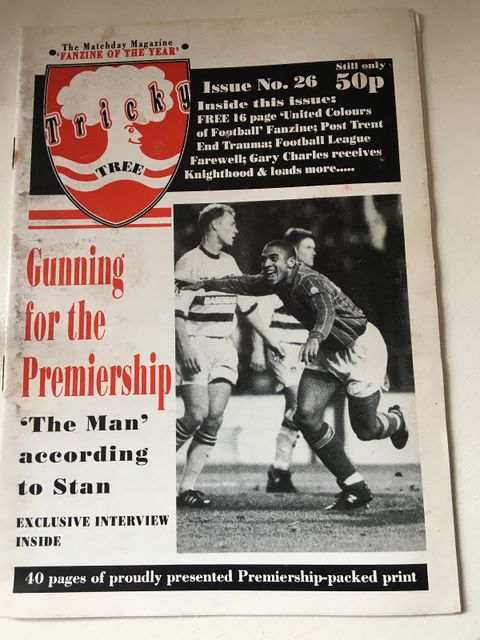 The Matchday Magazine
'FANZINE OF THE YEAR'
Tricky
TREE
Issue No. 26
Still only
50p
Inside this issue:
FREE 16 page 'United Colours
of Football' Fanzine; Post Trent
End Trauma; Football League
Farewell; Gary Charles receives
Knighthood & loads more.....
Gunning
for the
Premiership
'The Man'
according
to Stan
EXCLUSIVE INTERVIEW
INSIDE
40 pages of proudly presented Premiership-packed print